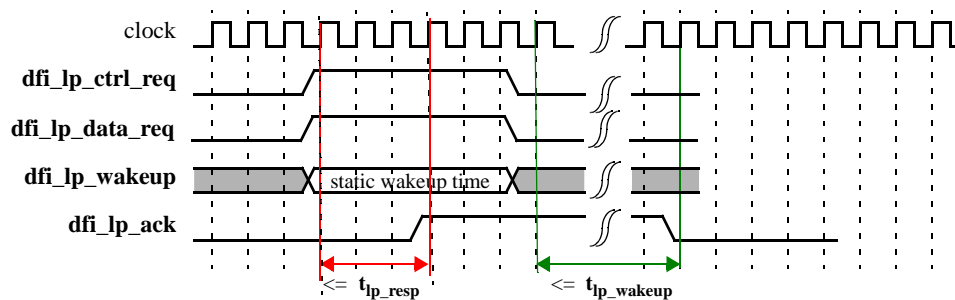 clock
dfi_lp_ctrl_req
dfi_lp_data_req
dfi_lp_wakeup
static wakeup time
dfi_lp_ack
<= tlp_resp
<= tlp_wakeup